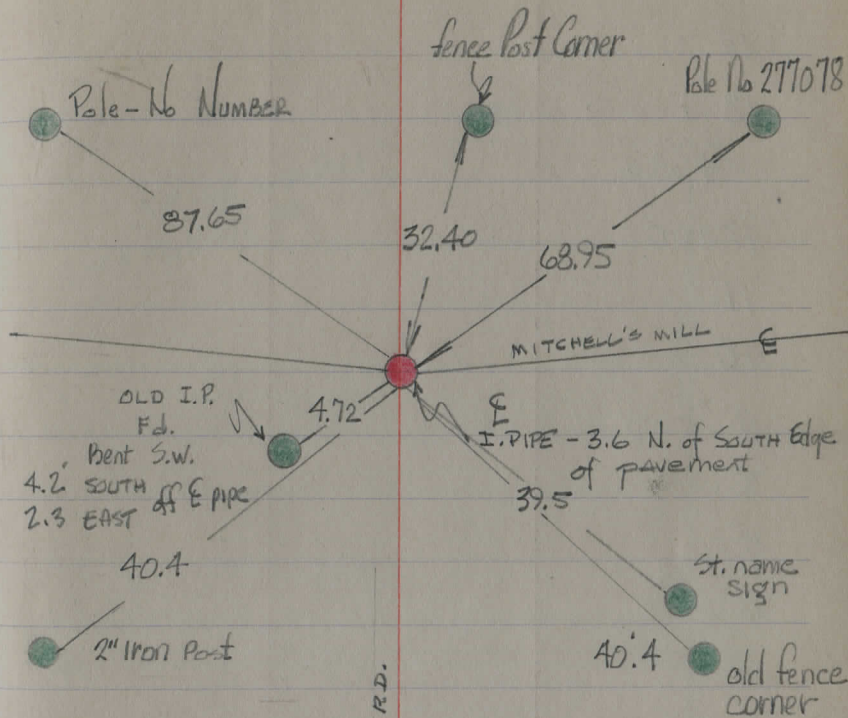 fence Post Corner
Pole No 277078
Pole - No NUMBER
87.65
32.40
68.95
MITCHELL'S MILL ℄
OLD I.P.
Fd.
Bent S.W.
4.2' SOUTH
2.3 EAST
off ℄ pipe
4.72
℄
I.PIPE - 3.6 N. of SOUTH Edge
of pavement
39.5
40.4
St. name
sign
2" Iron Post
40.4
old fence
corner
RD.